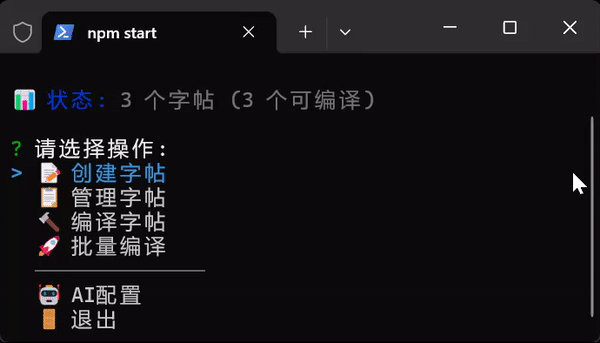 npm start
状态: 3 个字帖 (3 个可编译)
? 请选择操作:
> 创建字帖
管理字帖
编译字帖
批量编译
AI配置
退出